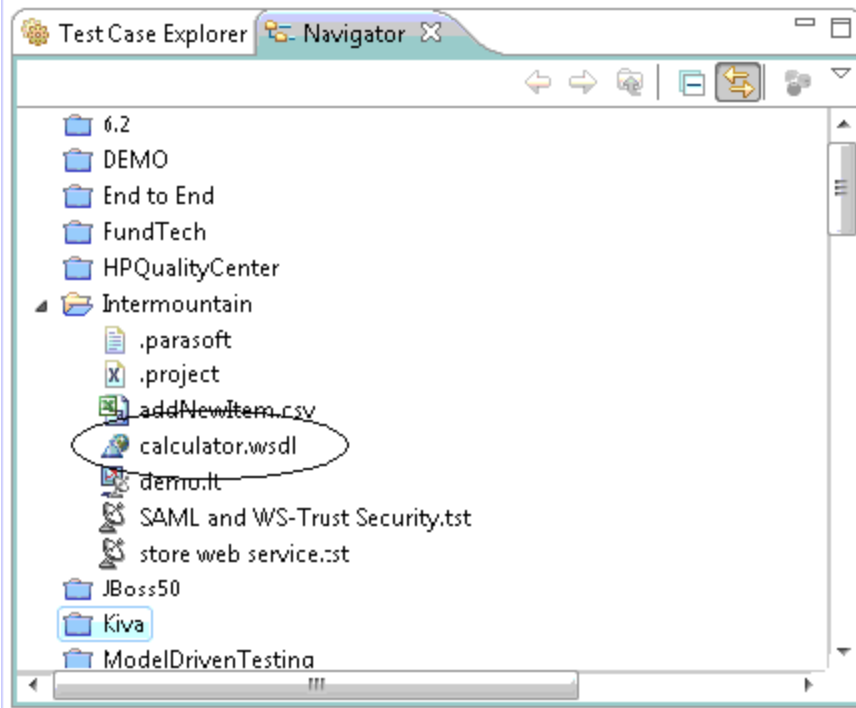 Test Case Explorer Navigator
6.2
DEMO
End to End
FundTech
HPQualityCenter
Intermountain
.parasoft
.project
addNewItem.csv
calculator.wsdl
demo.lt
SAML and WS-Trust Security.tst
store web service.tst
JBoss50
Kiva
ModelDrivenTesting